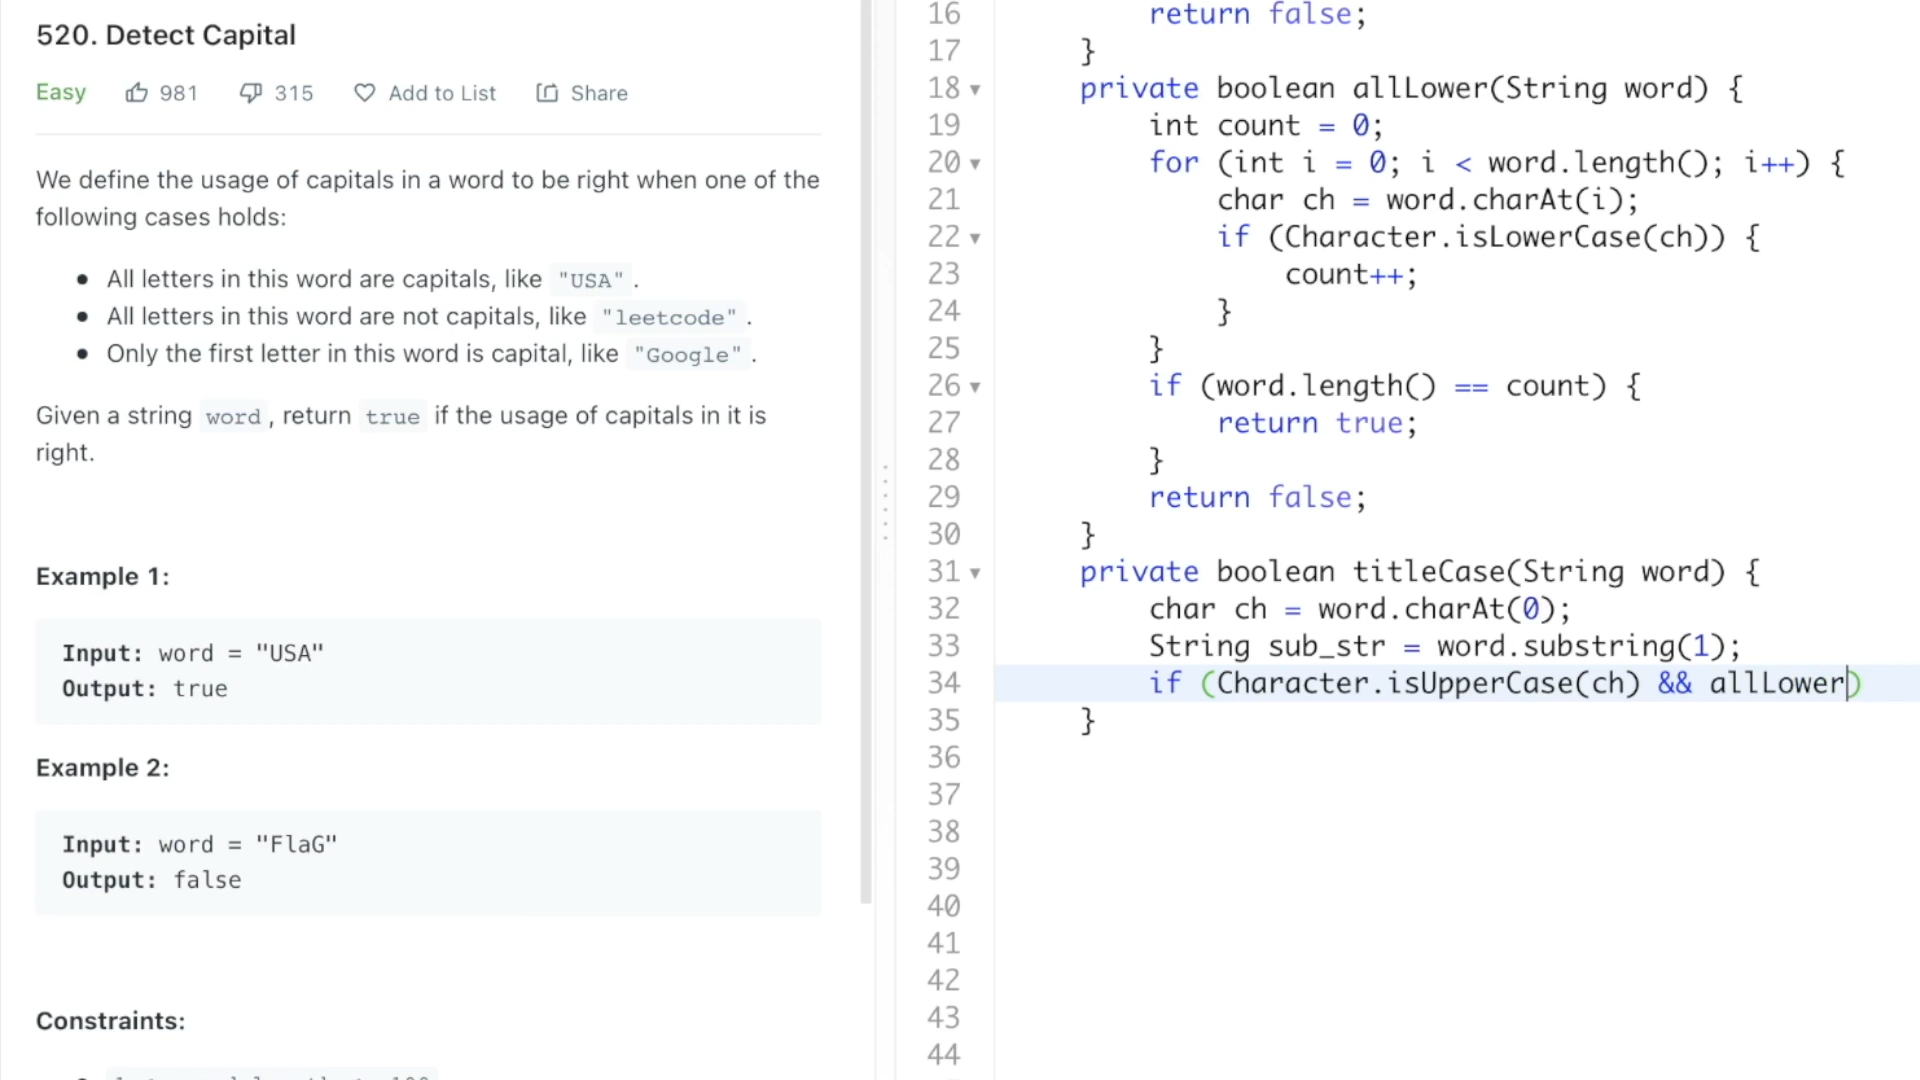 520. Detect Capital
Easy 981 315 Add to List Share
We define the usage of capitals in a word to be right when one of the
following cases holds:
All letters in this word are capitals, like "USA".
All letters in this word are not capitals, like "leetcode".
Only the first letter in this word is capital, like "Google".
Given a string word, return true if the usage of capitals in it is
right.
Example 1:
Input: word = "USA"
Output: true
Example 2:
Input: word = "FlaG"
Output: false
Constraints:
16 return false;
17 }
18 private boolean allLower(String word) {
19 int count = 0;
20 for (int i = 0; i < word.length(); i++) {
21 char ch = word.charAt(i);
22 if (Character.isLowerCase(ch)) {
23 count++;
24 }
25 }
26 if (word.length() == count) {
27 return true;
28 }
29 return false;
30 }
31 private boolean titleCase(String word) {
32 char ch = word.charAt(0);
33 String sub_str = word.substring(1);
34 if (Character.isUpperCase(ch) && allLower)
35 }
36
37
38
39
40
41
42
43
44